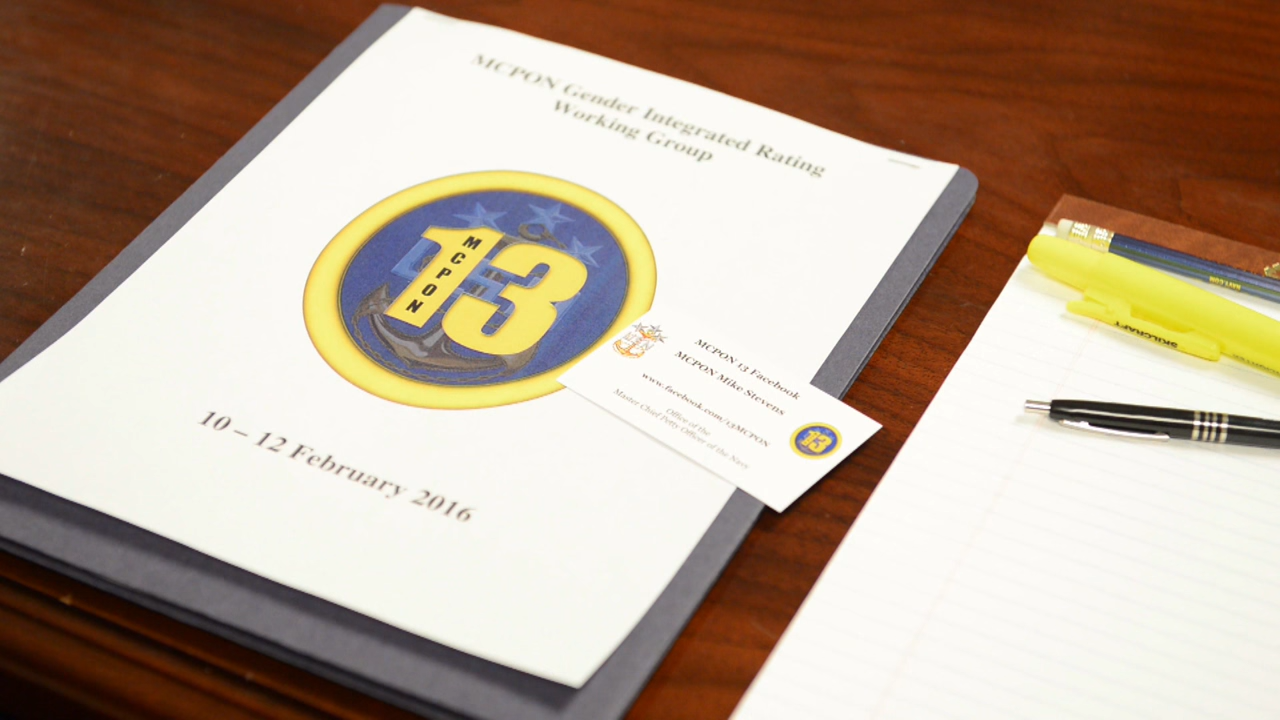 MCPON Gender Integrated Rating
Working Group
MCPON
13
10 – 12 February 2016
MCPON 13 Facebook
MCPON Mike Stevens
www.facebook.com/13MCPON
Office of the
Master Chief Petty Officer of the Navy
13
SKILCRAFT